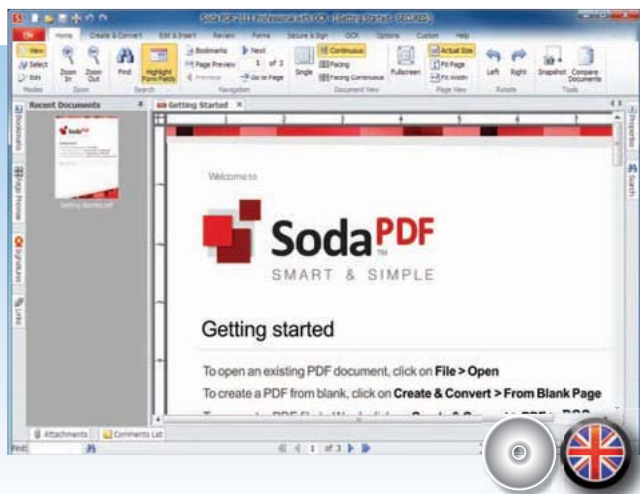 Soda PDF 2011 Professional with OCR - [Getting Started - SECURED]
File Home Create & Convert Edit & Insert Review Forms Secure & Sign OCR Options Custom Help
View Bookmarks Next Continuous Actual Size
Select Page Preview 1 of 3 Facing Fit Page
Edit Previous Go to Page Facing Continuous Fit Width
Zoom In Zoom Out Find Highlight Form Fields Single Fullscreen Left Right Snapshot Compare Documents
Modes Zoom Search Navigation Document View Page View Rotate Tools
Recent Documents
Getting Started
Bookmarks
Page Preview
Signatures
Links
Properties
Search
SodaPDF
Getting Started.pdf
Welcome to
SodaPDF
TM
SMART & SIMPLE
Getting started
To open an existing PDF document, click on File > Open
To create a PDF from blank, click on Create & Convert > From Blank Page
Attachments Comments List
Find: 1 of 3